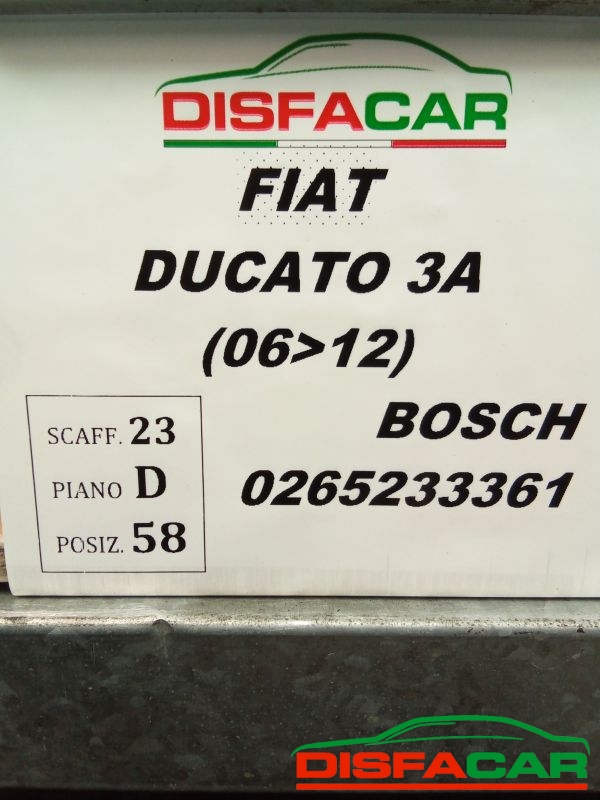 DISFACAR
FIAT
DUCATO 3A
(06>12)
BOSCH
0265233361
SCAFF. 23
PIANO D
POSIZ. 58
DISFACAR